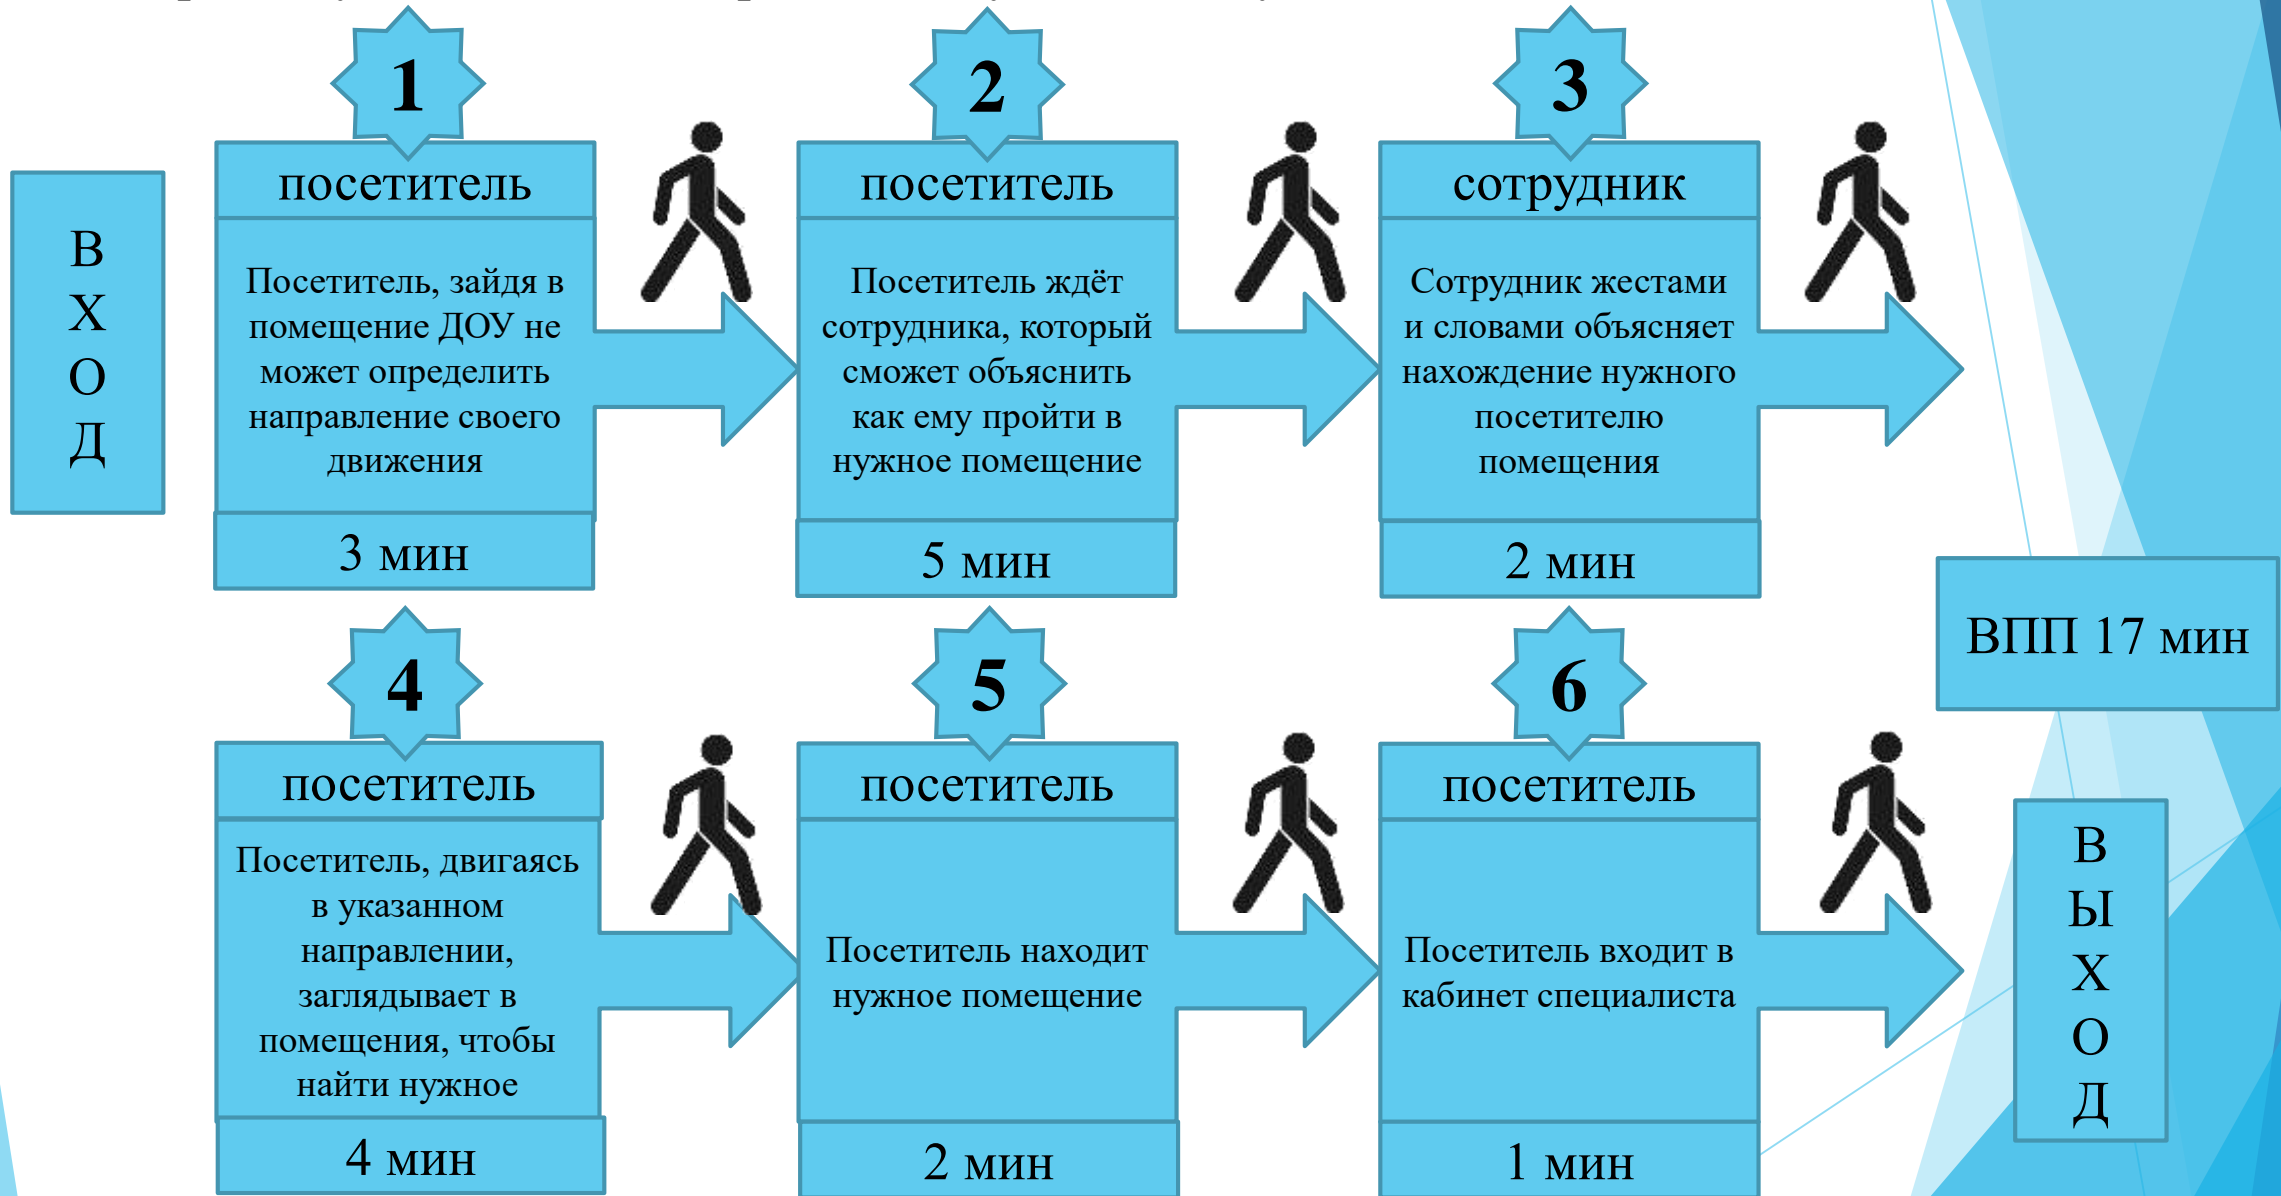 1
2
3
В
Х
О
Д
посетитель
Посетитель, зайдя в
помещение ДОУ не
может определить
направление своего
движения
3 мин
посетитель
Посетитель ждёт
сотрудника, который
сможет объяснить
как ему пройти в
нужное помещение
5 мин
сотрудник
Сотрудник жестами
и словами объясняет
нахождение нужного
посетителю
помещения
2 мин
ВПП 17 мин
4
5
6
посетитель
Посетитель, двигаясь
в указанном
направлении,
заглядывает в
помещения, чтобы
найти нужное
4 мин
посетитель
Посетитель находит
нужное помещение
2 мин
посетитель
Посетитель входит в
кабинет специалиста
1 мин
В
Ы
Х
О
Д